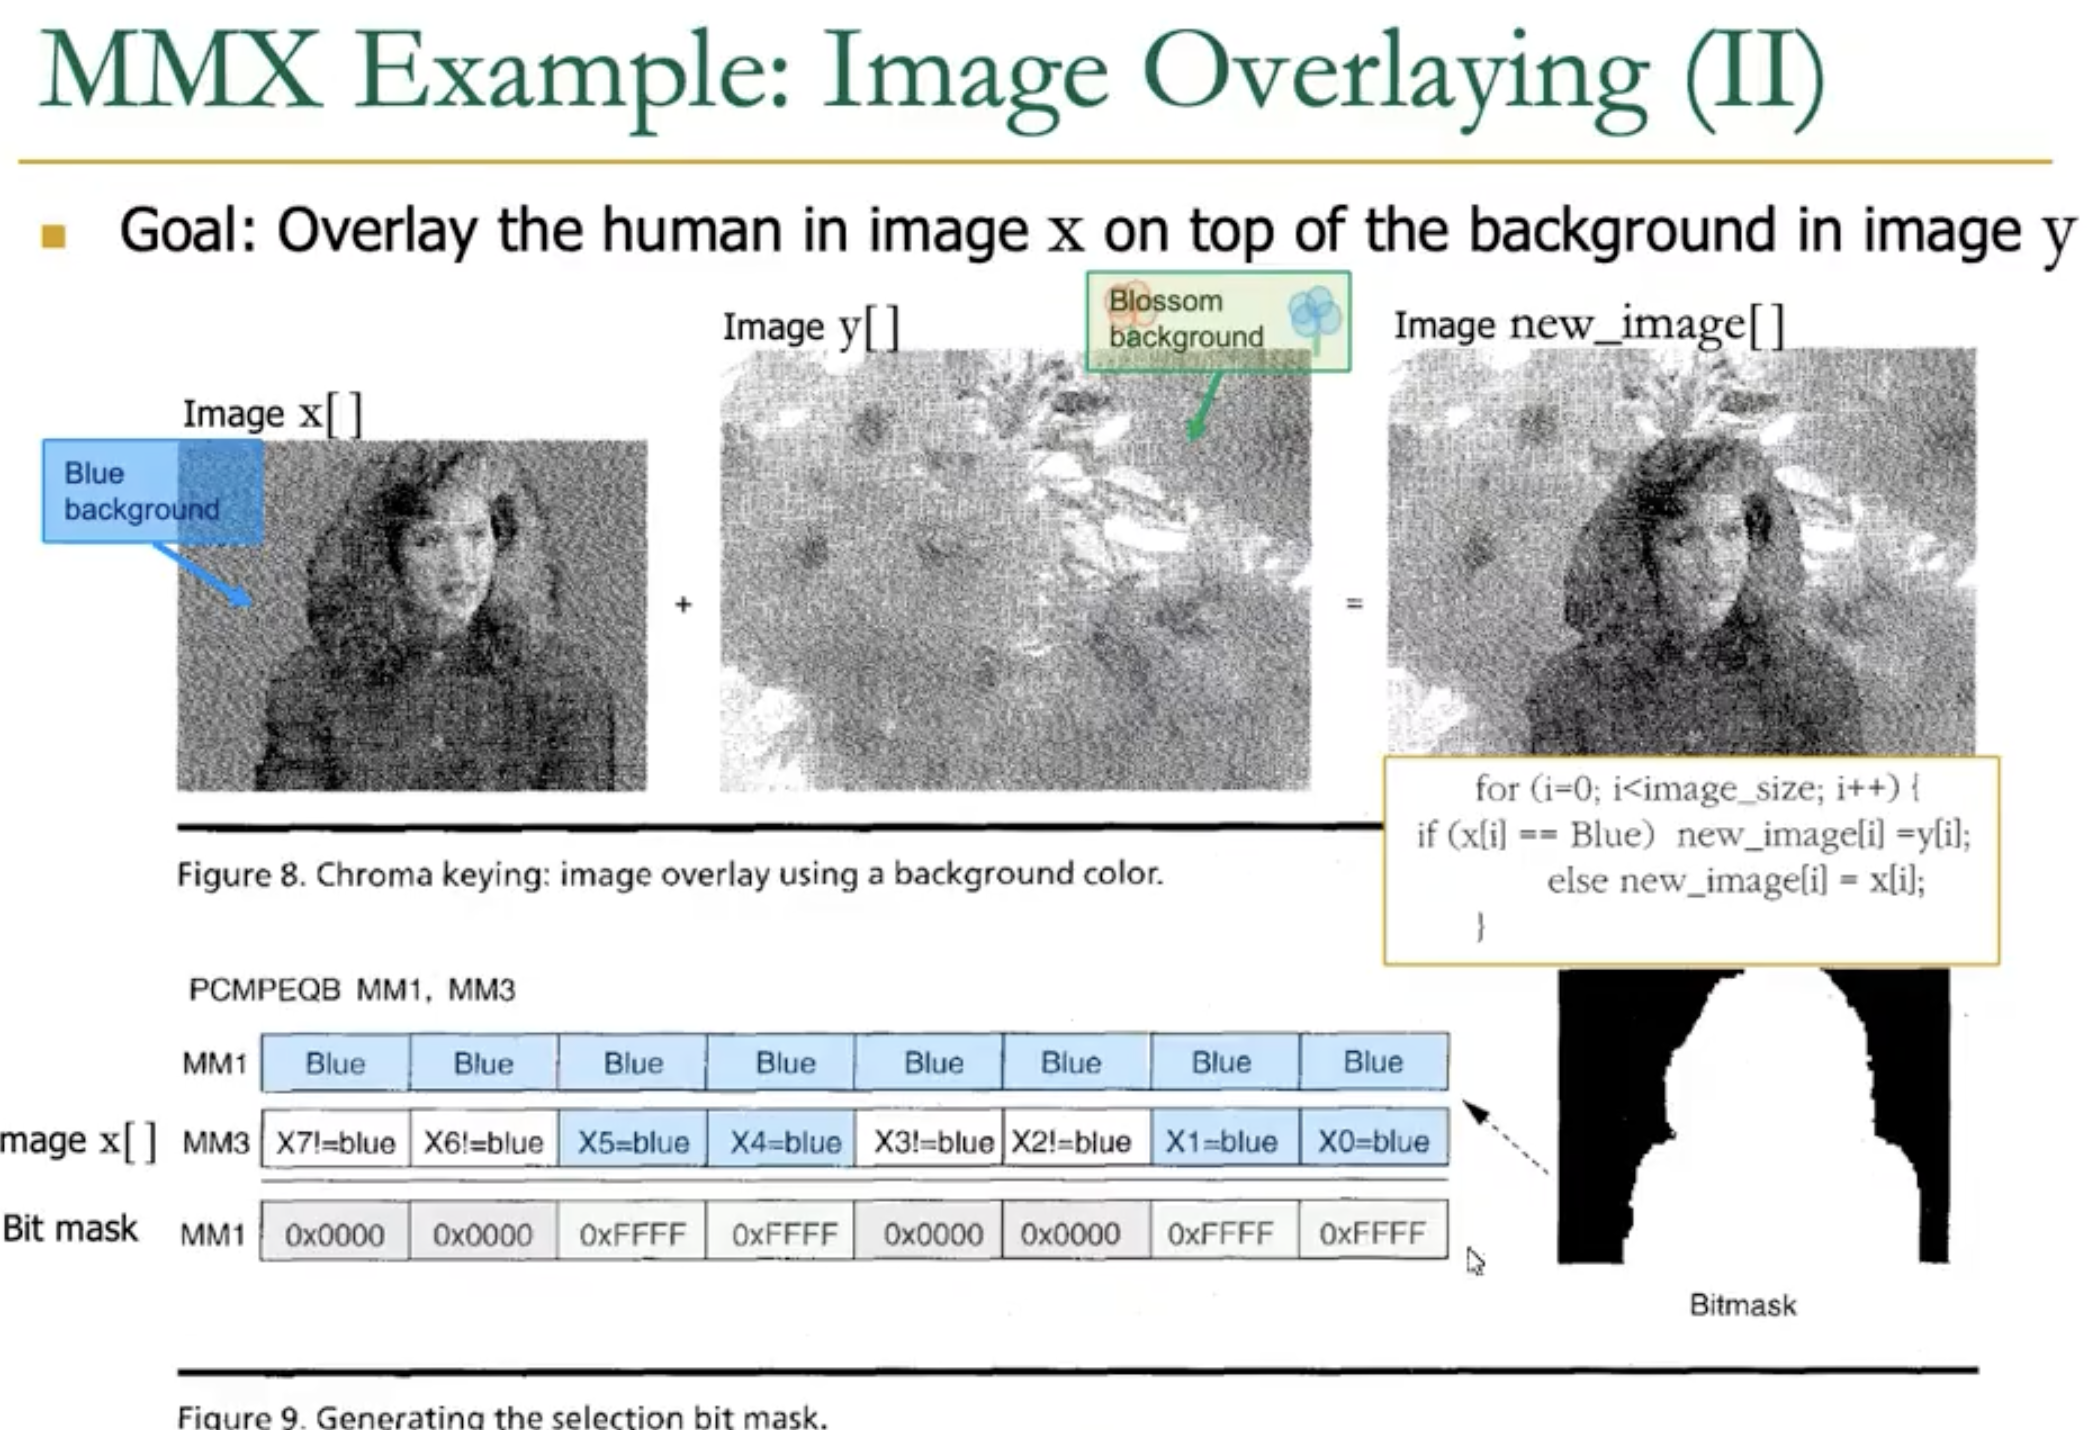 MMX Example: Image Overlaying (II)
Goal: Overlay the human in image x on top of the background in image y
Image x[ ]
Blue
background
+
Image y[ ]
Blossom
background
=
Image new_image[ ]
for (i=0; i<image_size; i++) {
if (x[i] == Blue) new_image[i] =y[i];
else new_image[i] = x[i];
}
Figure 8. Chroma keying: image overlay using a background color.
PCMPEQB MM1, MM3
MM1 Blue Blue Blue Blue Blue Blue Blue Blue
mage x[ ] MM3 X7!=blue X6!=blue X5=blue X4=blue X3!=blue X2!=blue X1=blue X0=blue
Bit mask MM1 0x0000 0x0000 0xFFFF 0xFFFF 0x0000 0x0000 0xFFFF 0xFFFF
Bitmask
Figure 9. Generating the selection bit mask.